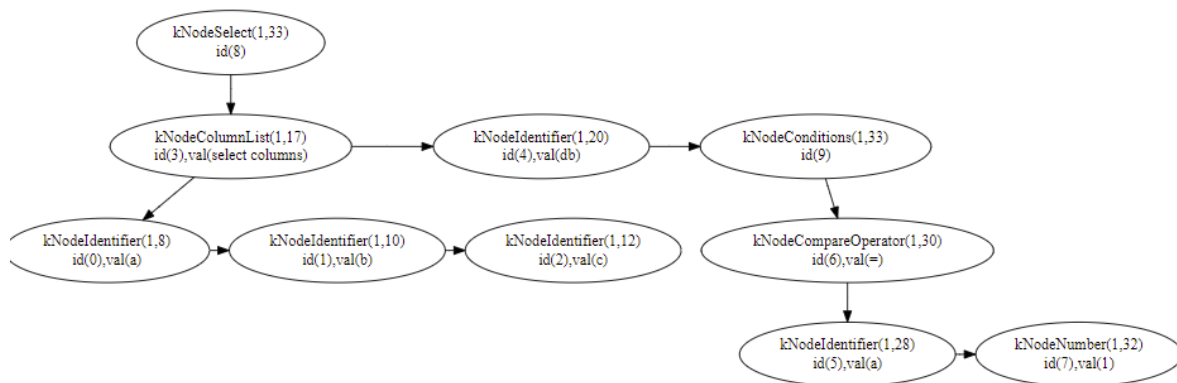 kNodeSelect(1,33)
id(8)
kNodeColumnList(1,17)
id(3),val(select columns)
kNodeIdentifier(1,20)
id(4),val(db)
kNodeConditions(1,33)
id(9)
kNodeIdentifier(1,8)
id(0),val(a)
kNodeIdentifier(1,10)
id(1),val(b)
kNodeIdentifier(1,12)
id(2),val(c)
kNodeCompareOperator(1,30)
id(6),val(=)
kNodeIdentifier(1,28)
id(5),val(a)
kNodeNumber(1,32)
id(7),val(1)